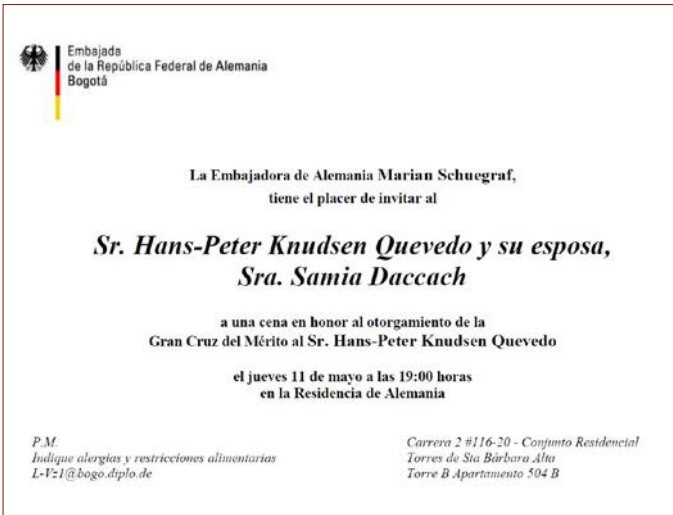 Embajada
de la República Federal de Alemania
Bogotá
La Embajadora de Alemania Marian Schuegraf,
tiene el placer de invitar al
Sr. Hans-Peter Knudsen Quevedo y su esposa,
Sra. Samia Daccach
a una cena en honor al otorgamiento de la
Gran Cruz del Mérito al Sr. Hans-Peter Knudsen Quevedo
el jueves 11 de mayo a las 19:00 horas
en la Residencia de Alemania
P.M.
Indique alergias y restricciones alimentarias
L-Vz1@bogo.diplo.de
Carrera 2 #116-20 - Conjunto Residencial
Torres de Sta Bárbara Alta
Torre B Apartamento 504 B